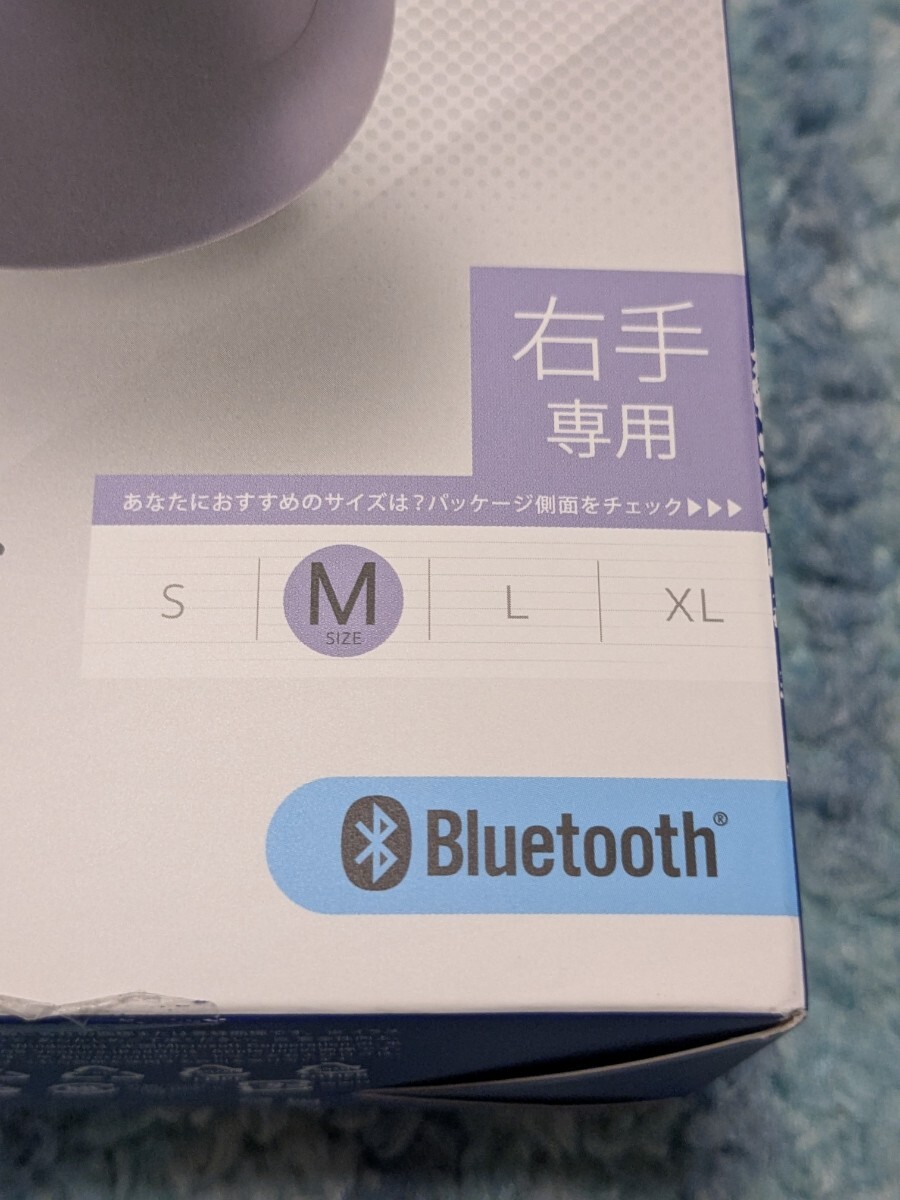 右手
専用
あなたにおすすめのサイズは?パッケージ側面をチェック▶▶▶
S M L XL
SIZE
Bluetooth®